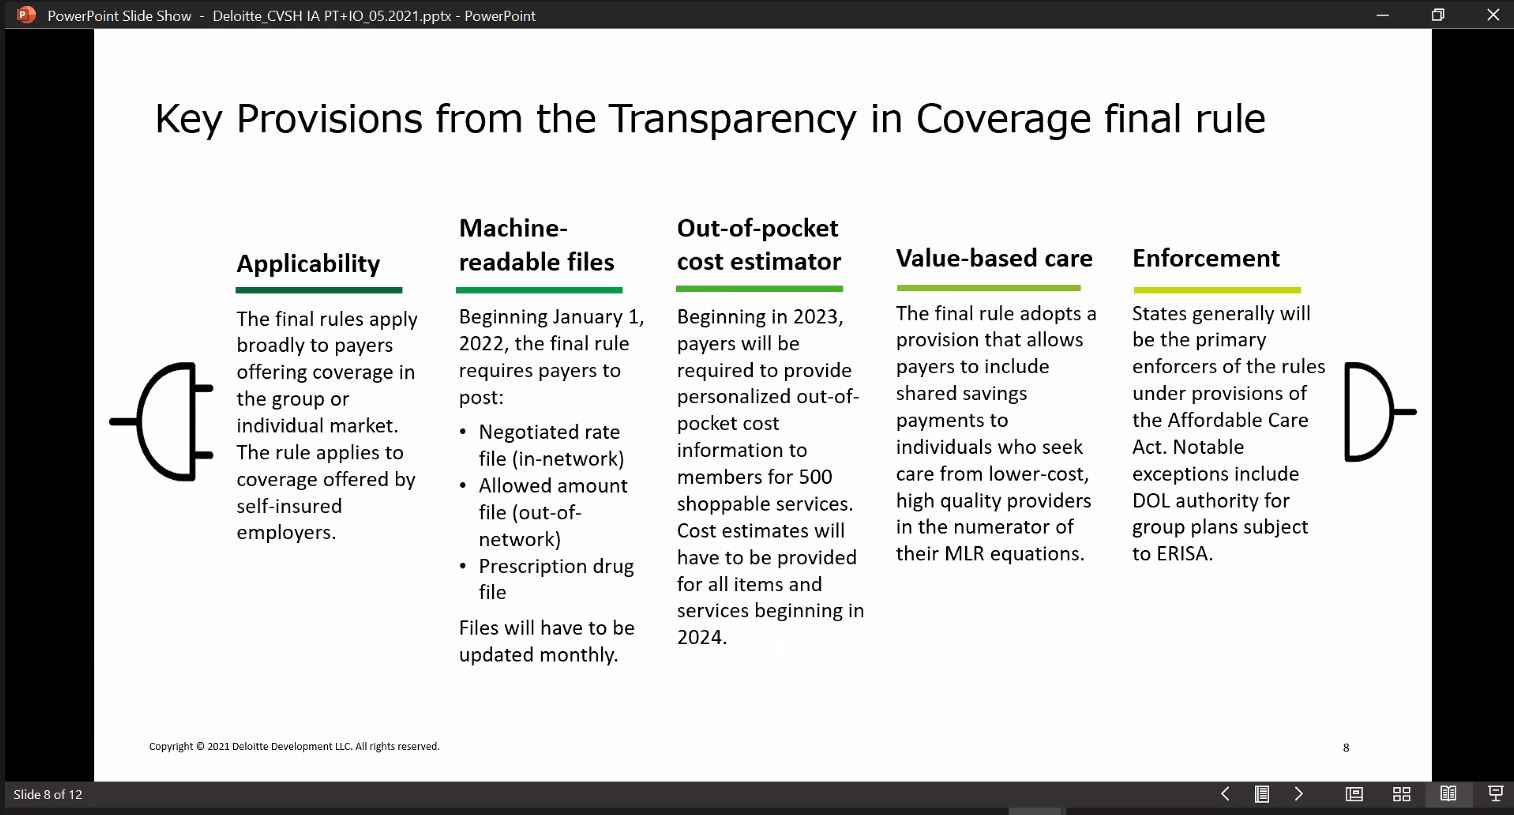 PowerPoint Slide Show - Deloitte_CVSH IA PT+IO_05.2021.pptx - PowerPoint
Key Provisions from the Transparency in Coverage final rule
Applicability
The final rules apply
broadly to payers
offering coverage in
the group or
individual market.
The rule applies to
coverage offered by
self-insured
employers.
Machine-
readable files
Beginning January 1,
2022, the final rule
requires payers to
post:
• Negotiated rate
file (in-network)
• Allowed amount
file (out-of-
network)
• Prescription drug
file
Files will have to be
updated monthly.
Out-of-pocket
cost estimator
Beginning in 2023,
payers will be
required to provide
personalized out-of-
pocket cost
information to
members for 500
shoppable services.
Cost estimates will
have to be provided
for all items and
services beginning in
2024.
Value-based care
The final rule adopts a
provision that allows
payers to include
shared savings
payments to
individuals who seek
care from lower-cost,
high quality providers
in the numerator of
their MLR equations.
Enforcement
States generally will
be the primary
enforcers of the rules
under provisions of
the Affordable Care
Act. Notable
exceptions include
DOL authority for
group plans subject
to ERISA.
Copyright © 2021 Deloitte Development LLC. All rights reserved.
8
Slide 8 of 12